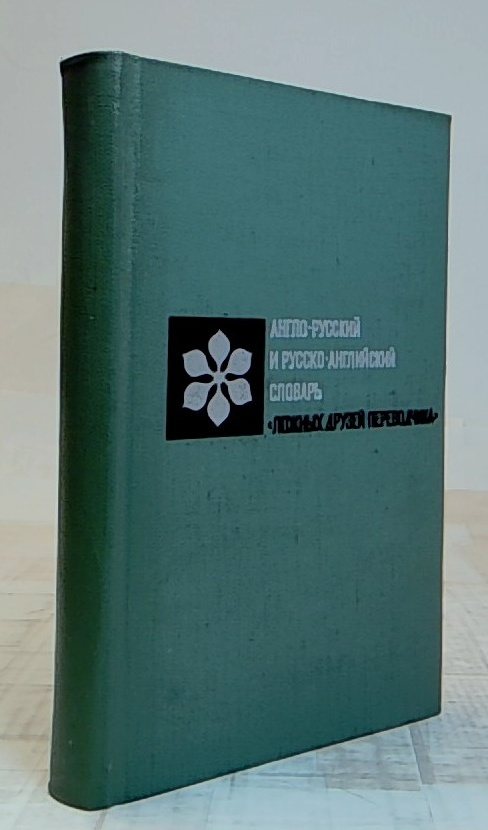 АНГЛО-РУССКИЙ
И РУССКО-АНГЛИЙСКИЙ
СЛОВАРЬ
«ЛОЖНЫХ ДРУЗЕЙ ПЕРЕВОДЧИКА»